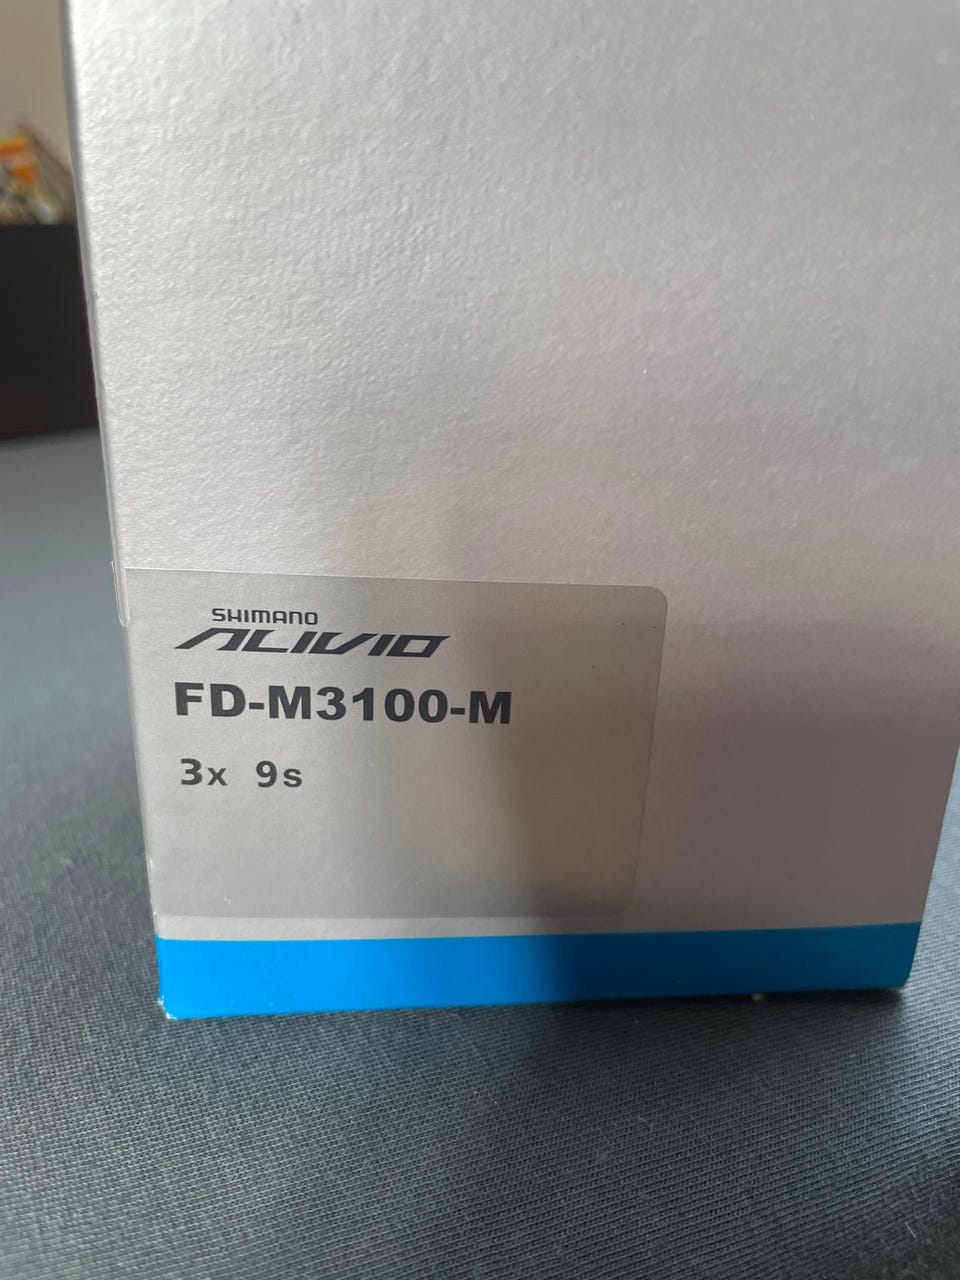 SHIMANO
ALIVIO
FD-M3100-M
3x 9s